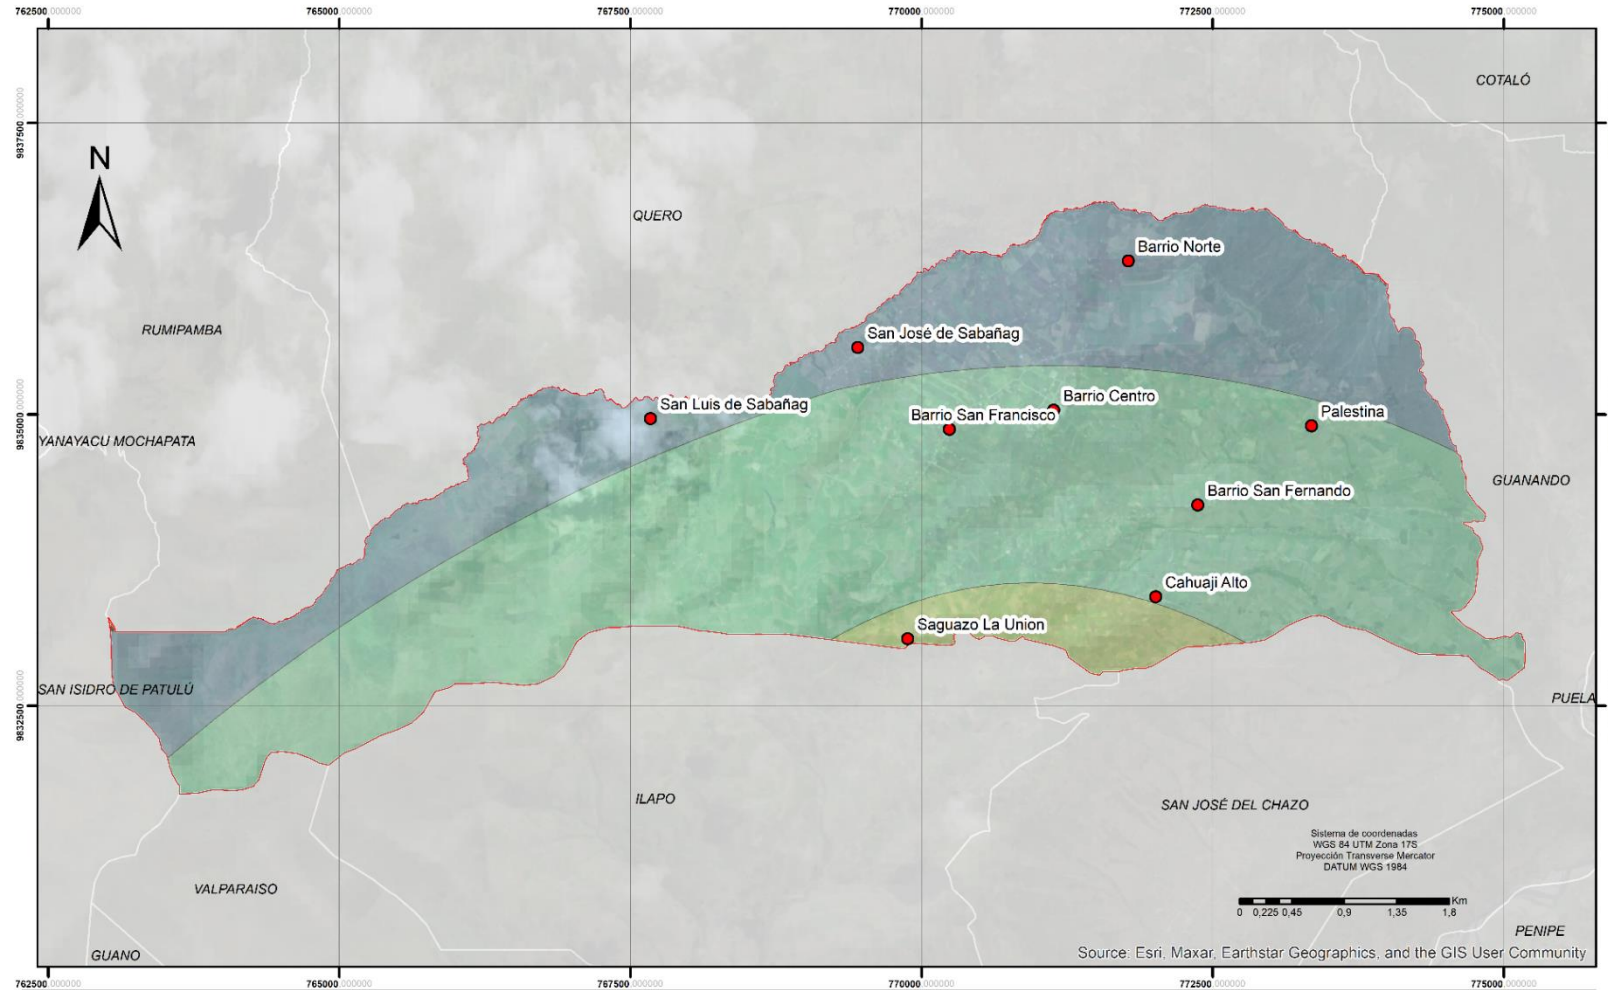 762500.000000 765000.000000 767500.000000 770000.000000 772500.000000 775000.000000
COTALÓ
9837500.000000
N
QUERO
Barrio Norte
RUMIPAMBA
San José de Sabañag
Barrio Centro
San Luis de Sabañag
Barrio San Francisco
Palestina
9835000.000000
YANAYACU MOCHAPATA
GUANANDO
Barrio San Fernando
Cahuaji Alto
Saguazo La Union
SAN ISIDRO DE PATULÚ
PUELA
9832500.000000
ILAPO
SAN JOSÉ DEL CHAZO
Sistema de coordenadas
WGS 84 UTM Zona 17S
Proyección Transverse Mercator
DATUM WGS 1984
VALPARAISO
Km
0 0,225 0,45 0,9 1,35 1,8
PENIPE
GUANO
Source: Esri, Maxar, Earthstar Geographics, and the GIS User Community
762500.000000 765000.000000 767500.000000 770000.000000 772500.000000 775000.000000